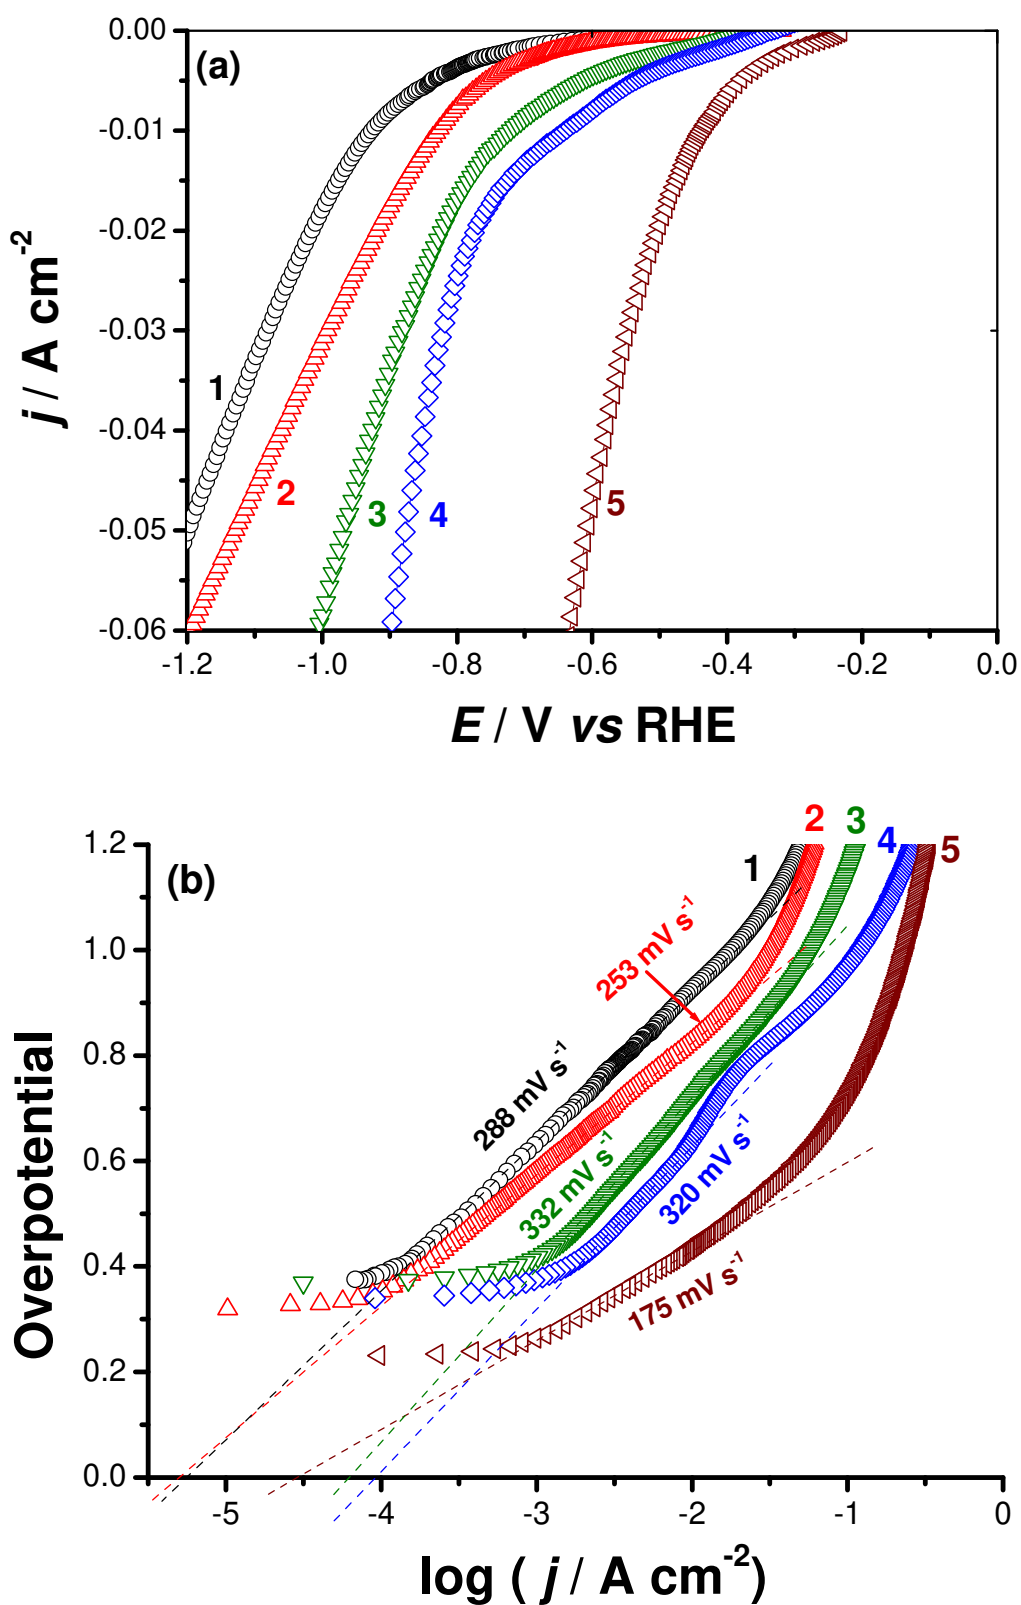 (a)
0.00
-0.01
-0.02
-0.03
-0.04
-0.05
-0.06
j / A cm-2
1
2
3
4
5
-1.2 -1.0 -0.8 -0.6 -0.4 -0.2 0.0
E / V vs RHE
(b)
1.2
1.0
0.8
0.6
0.4
0.2
0.0
Overpotential
1
2
3
4
5
253 mV s-1
288 mV s-1
332 mV s-1
320 mV s-1
175 mV s-1
-5 -4 -3 -2 -1 0
log ( j / A cm-2)